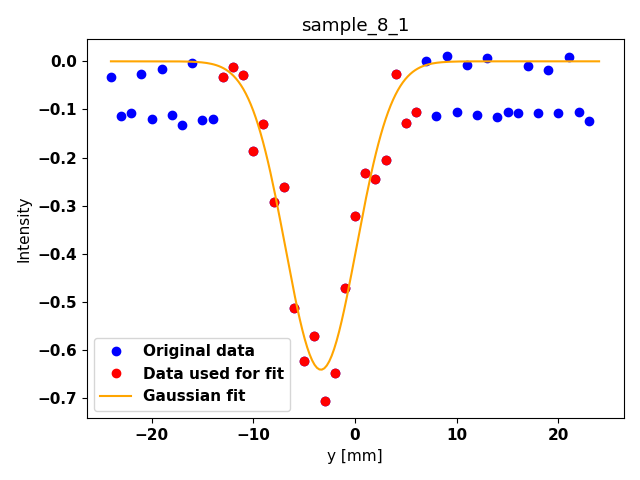 sample_8_1
0.0
−0.1
−0.2
−0.3
−0.4
−0.5
−0.6
−0.7
Intensity
Original data
Data used for fit
Gaussian fit
−20 −10 0 10 20
y [mm]